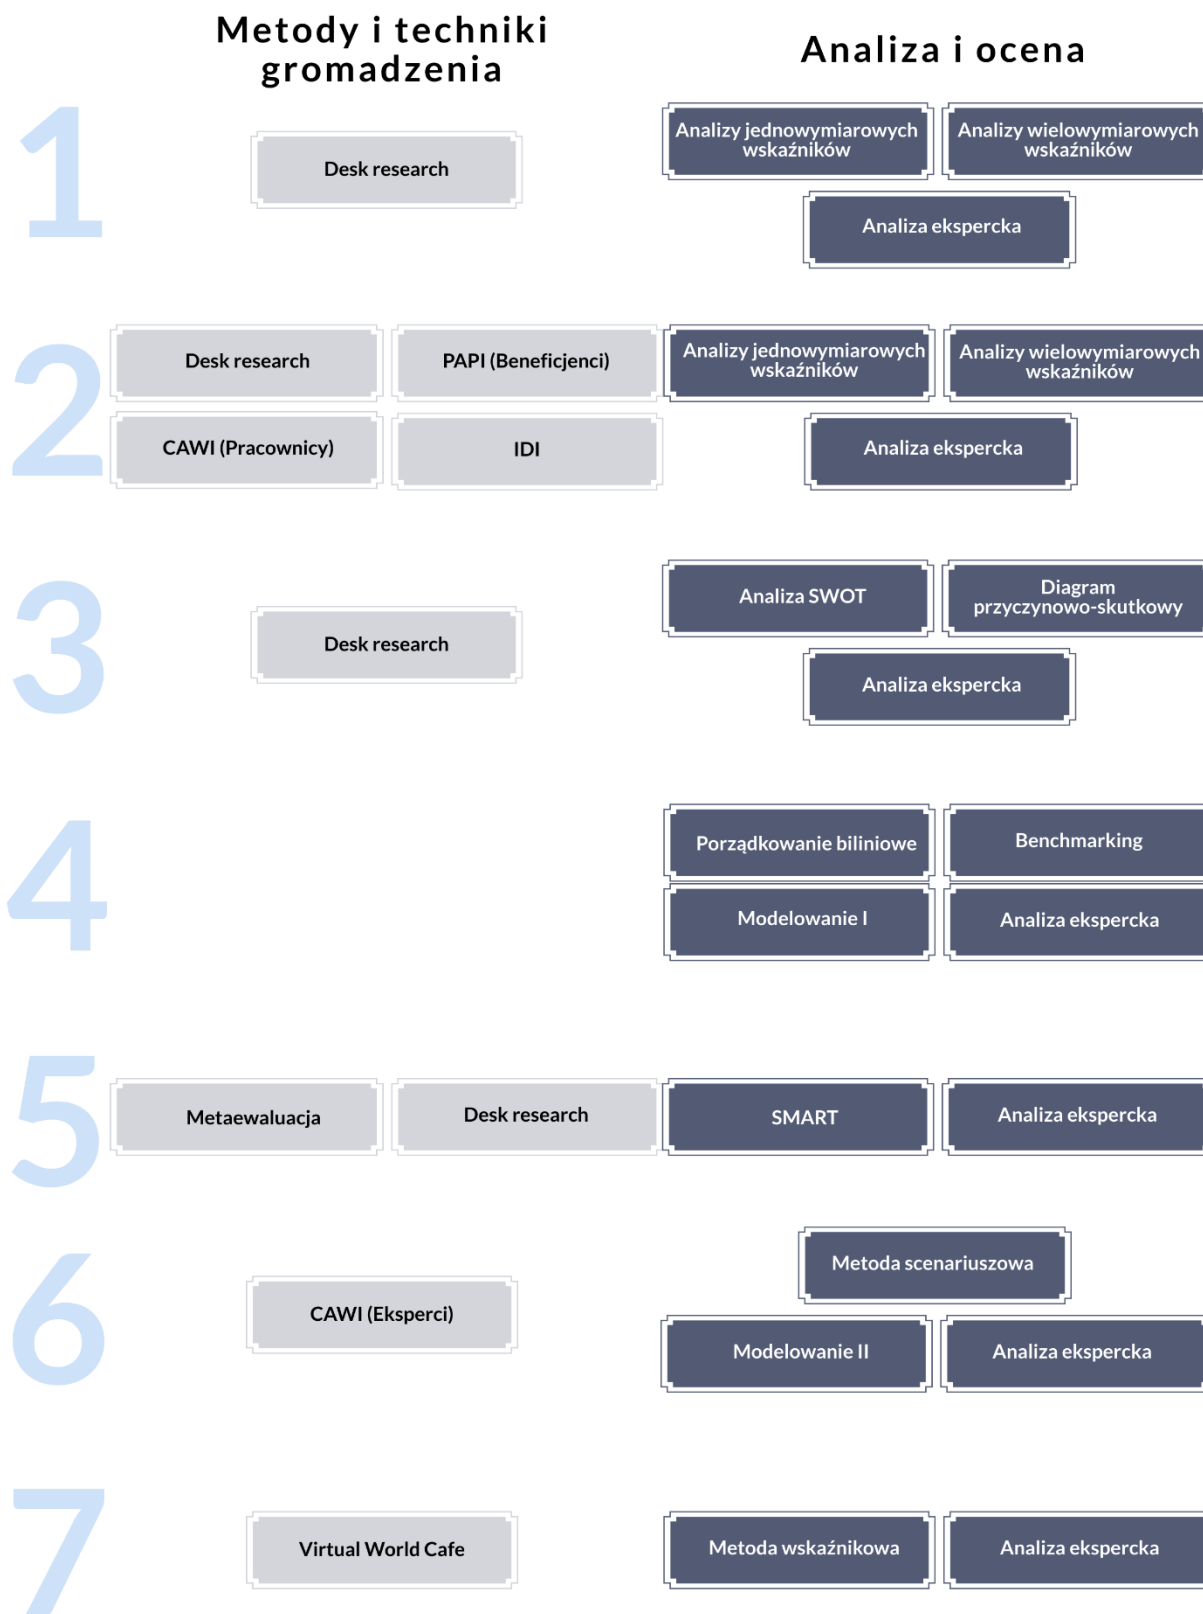 Metody i techniki
gromadzenia
Analiza i ocena
1
Desk research
Analizy jednowymiarowych
wskaźników
Analizy wielowymiarowych
wskaźników
Analiza ekspercka
2
Desk research
PAPI (Beneficjenci)
CAWI (Pracownicy)
IDI
Analizy jednowymiarowych
wskaźników
Analizy wielowymiarowych
wskaźników
Analiza ekspercka
3
Desk research
Analiza SWOT
Diagram
przyczynowo-skutkowy
Analiza ekspercka
4
Porządkowanie biliniowe
Benchmarking
Modelowanie I
Analiza ekspercka
5
Metaewaluacja
Desk research
SMART
Analiza ekspercka
6
CAWI (Eksperci)
Metoda scenariuszowa
Modelowanie II
Analiza ekspercka
7
Virtual World Cafe
Metoda wskaźnikowa
Analiza ekspercka